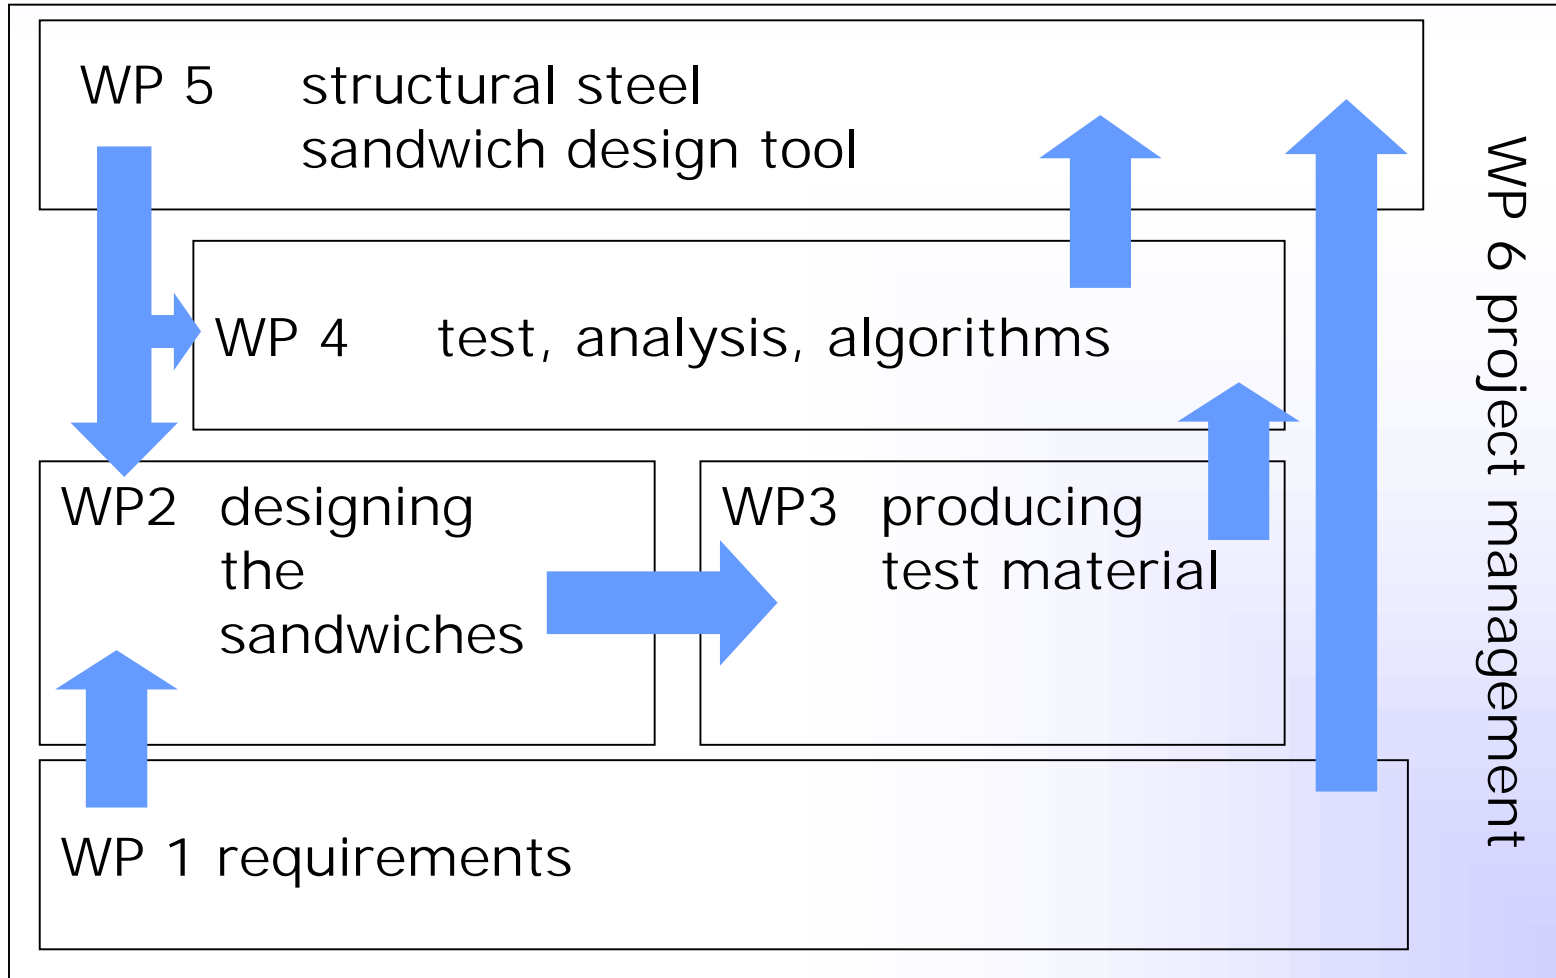 WP 5 structural steel
sandwich design tool
WP 4 test, analysis, algorithms
WP2 designing
the
sandwiches
WP3 producing
test material
WP 1 requirements
WP 6 project management